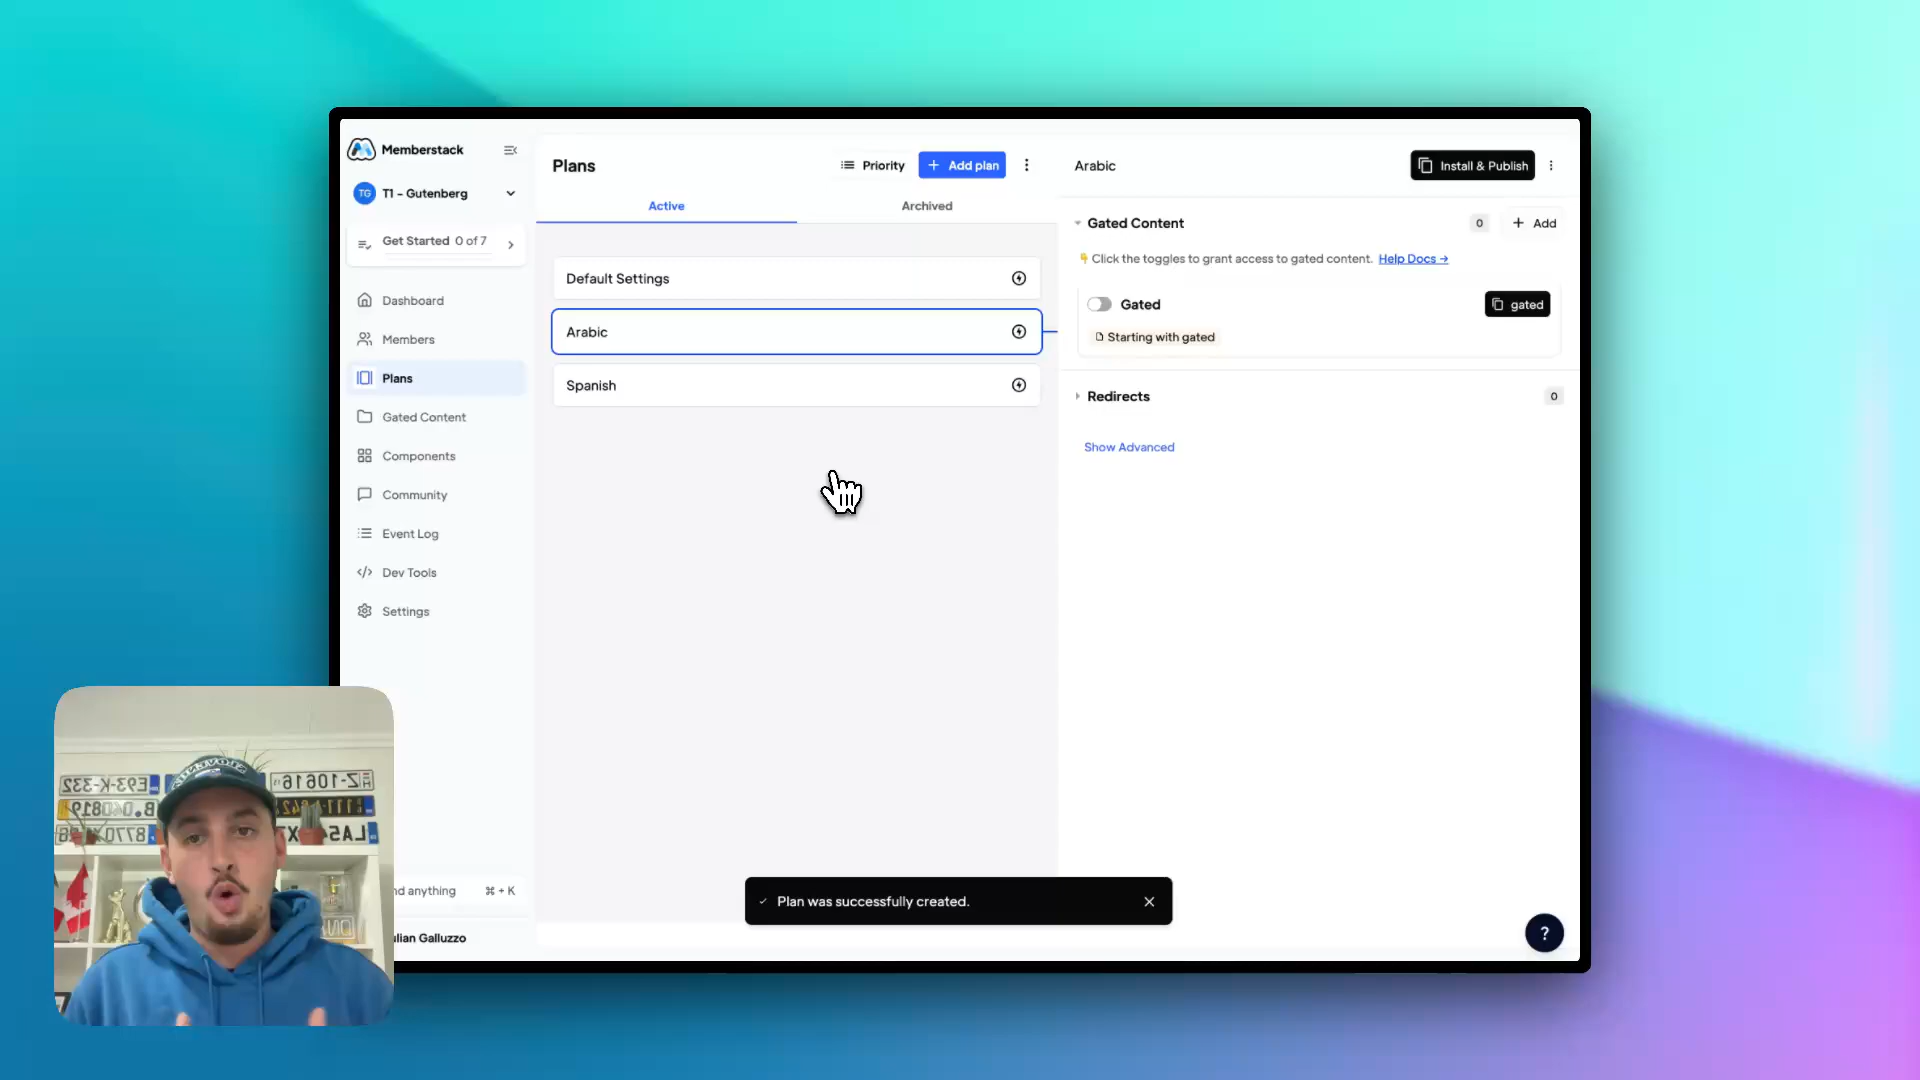 Memberstack
TG T1 - Gutenberg
Get Started 0 of 7
Dashboard
Members
Plans
Gated Content
Components
Community
Event Log
Dev Tools
Settings
nd anything ⌘ + K
ulian Galluzzo
Plans
Priority
+ Add plan
Active
Archived
Default Settings
Arabic
Spanish
Arabic
Install & Publish
Gated Content
0
+ Add
Click the toggles to grant access to gated content. Help Docs →
Gated
gated
Starting with gated
Redirects
0
Show Advanced
Plan was successfully created.
?